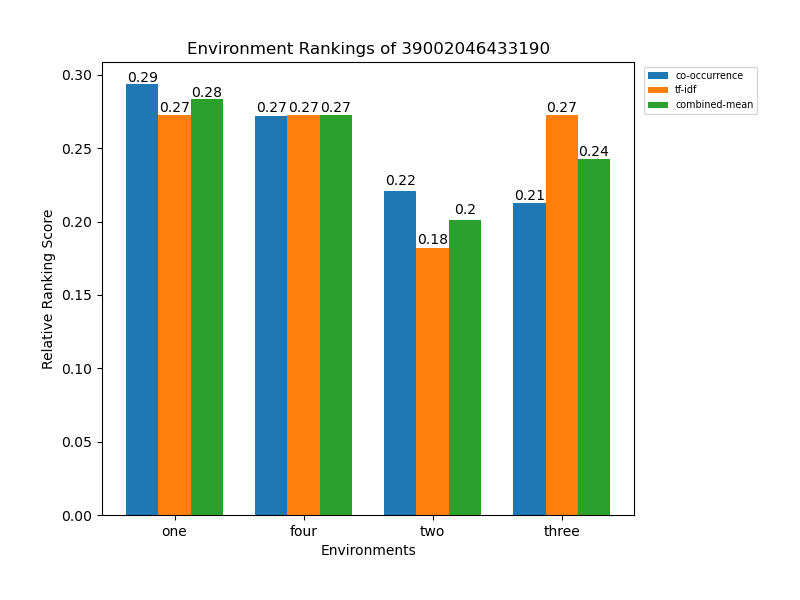 Environment Rankings of 39002046433190
co-occurrence
tf-idf
combined-mean
0.30
0.25
0.20
0.15
0.10
0.05
0.00
Relative Ranking Score
0.29
0.27
0.28
0.27
0.27
0.27
0.22
0.18
0.2
0.21
0.27
0.24
one
four
two
three
Environments